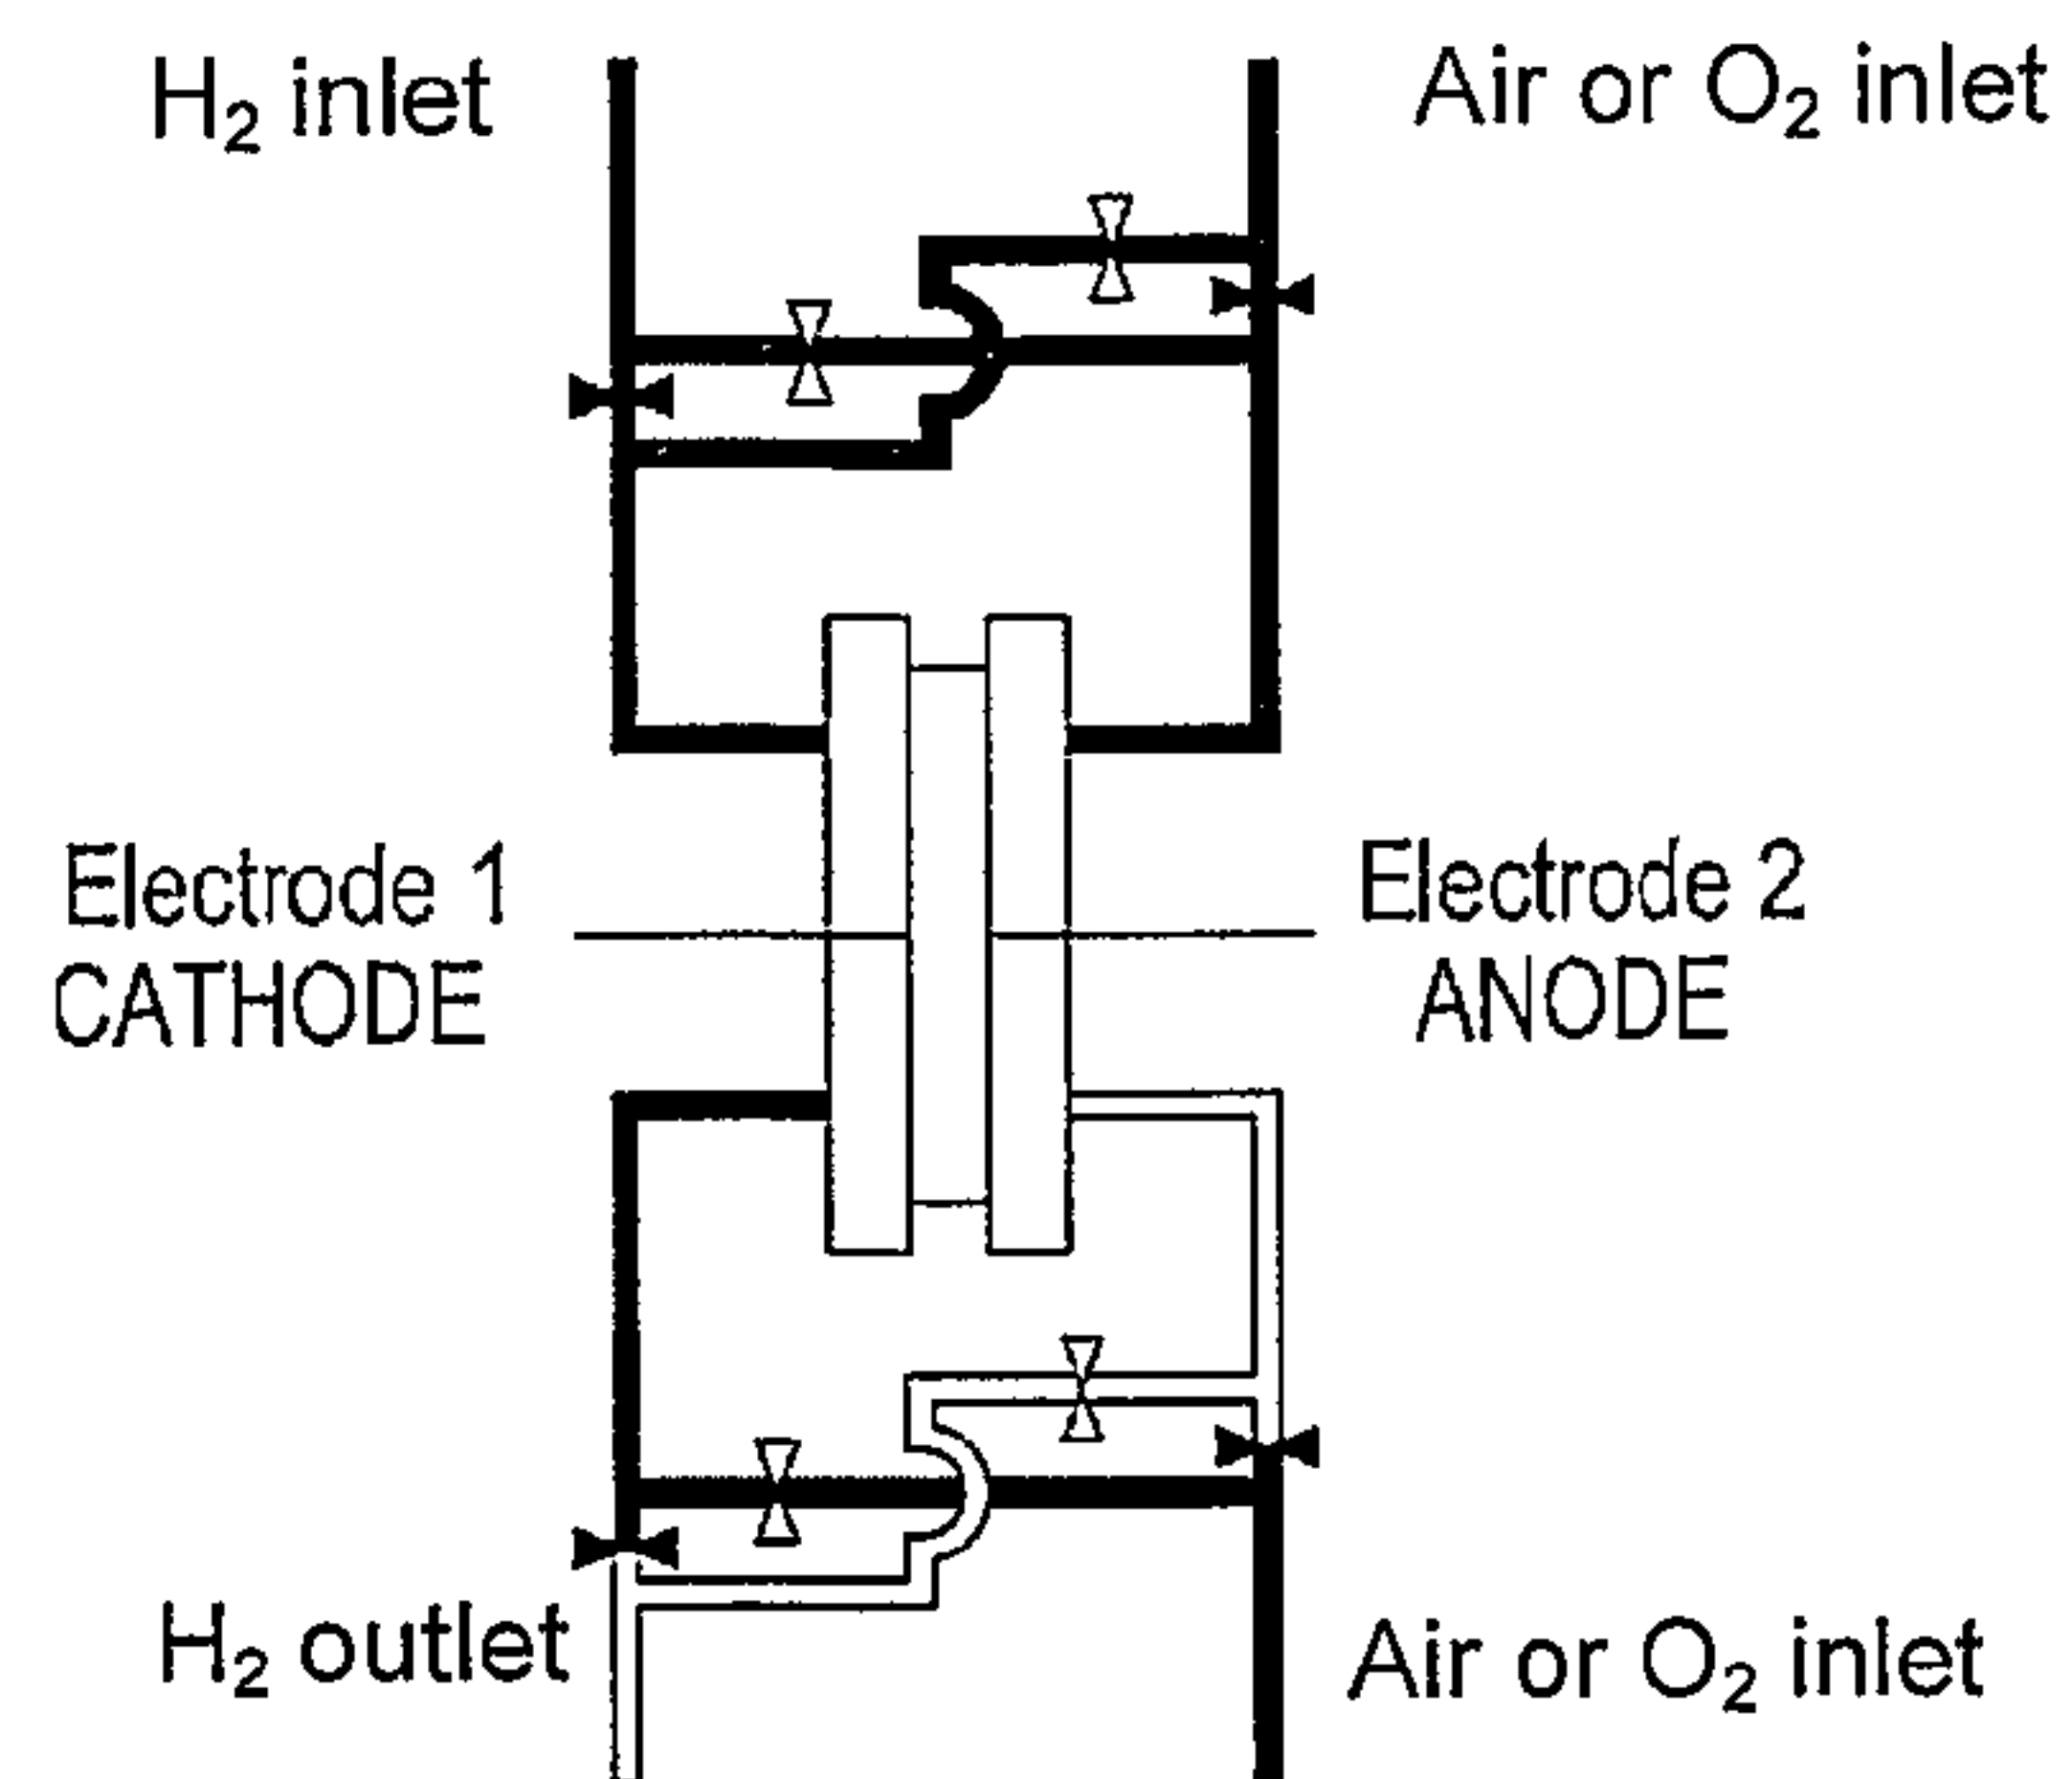 H₂ inlet
Air or O₂ inlet
Electrode 1
CATHODE
Electrode 2
ANODE
H₂ outlet
Air or O₂ inlet